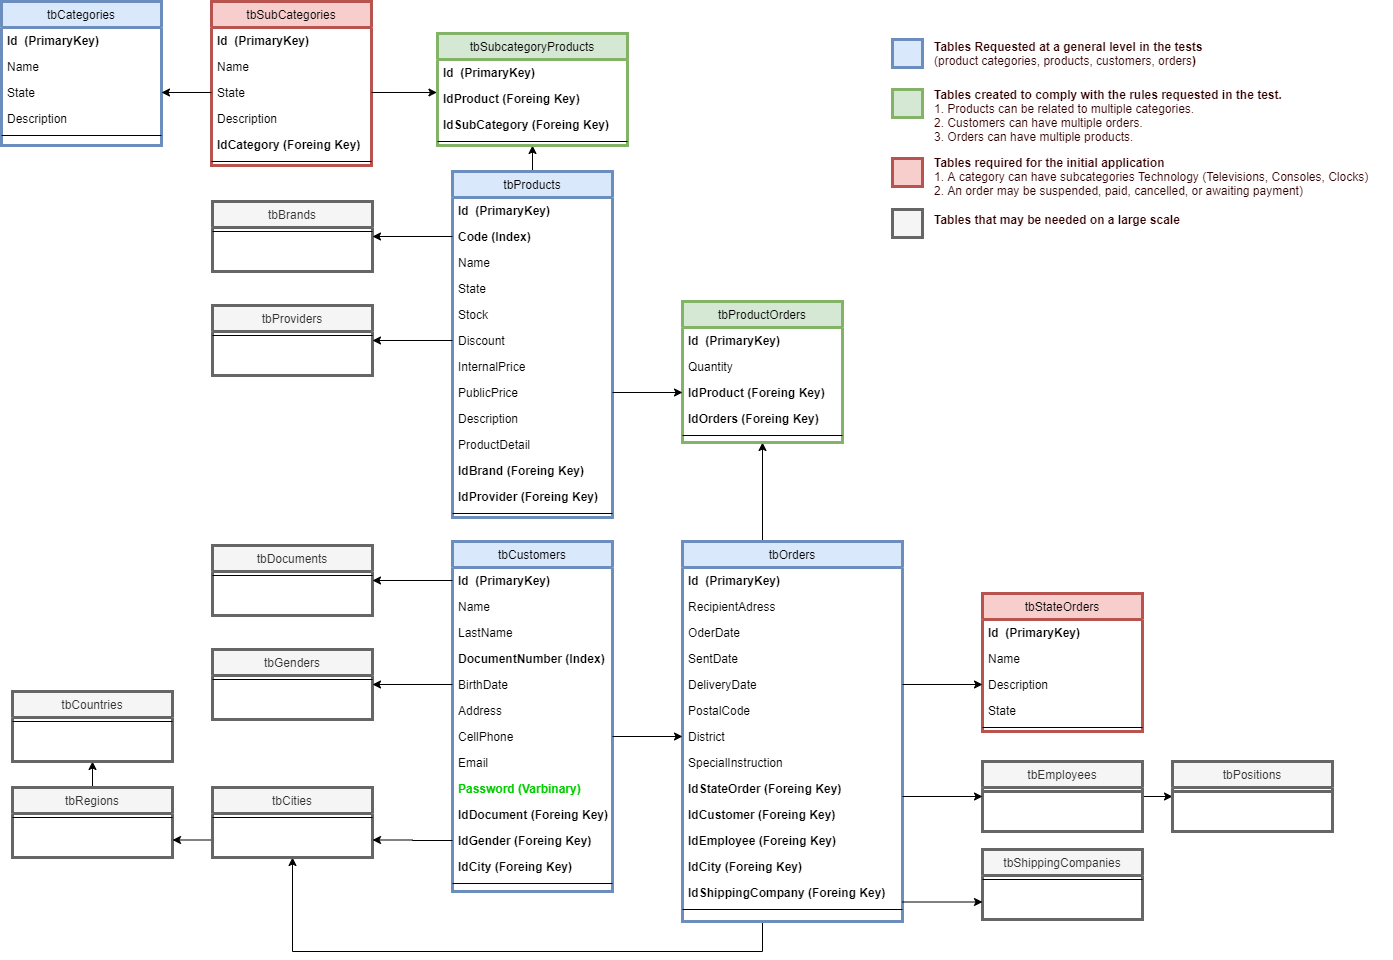 tbCategories
Id (PrimaryKey)
Name
State
Description
tbSubCategories
Id (PrimaryKey)
Name
State
Description
IdCategory (Foreing Key)
tbSubcategoryProducts
Id (PrimaryKey)
IdProduct (Foreing Key)
IdSubCategory (Foreing Key)
Tables Requested at a general level in the tests
(product categories, products, customers, orders)
Tables created to comply with the rules requested in the test.
1. Products can be related to multiple categories.
2. Customers can have multiple orders.
3. Orders can have multiple products.
Tables required for the initial application
1. A category can have subcategories Technology (Televisions, Consoles, Clocks)
2. An order may be suspended, paid, cancelled, or awaiting payment)
Tables that may be needed on a large scale
tbBrands
tbProviders
tbProducts
Id (PrimaryKey)
Code (Index)
Name
State
Stock
Discount
InternalPrice
PublicPrice
Description
ProductDetail
IdBrand (Foreing Key)
IdProvider (Foreing Key)
tbProductOrders
Id (PrimaryKey)
Quantity
IdProduct (Foreing Key)
IdOrders (Foreing Key)
tbDocuments
tbGenders
tbCountries
tbRegions
tbCities
tbCustomers
Id (PrimaryKey)
Name
LastName
DocumentNumber (Index)
BirthDate
Address
CellPhone
Email
Password (Varbinary)
IdDocument (Foreing Key)
IdGender (Foreing Key)
IdCity (Foreing Key)
tbOrders
Id (PrimaryKey)
RecipientAdress
OderDate
SentDate
DeliveryDate
PostalCode
District
SpecialInstruction
IdStateOrder (Foreing Key)
IdCustomer (Foreing Key)
IdEmployee (Foreing Key)
IdCity (Foreing Key)
IdShippingCompany (Foreing Key)
tbStateOrders
Id (PrimaryKey)
Name
Description
State
tbEmployees
tbPositions
tbShippingCompanies